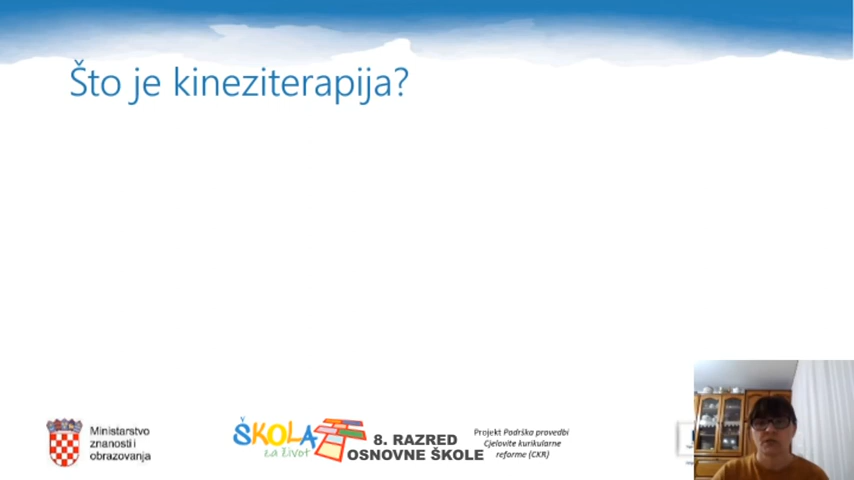 Što je kineziterapija?
Ministarstvo
znanosti i
obrazovanja
ŠKOLA
za život
8. RAZRED
OSNOVNE ŠKOLE
Projekt Podrška provedbi
Cjelovite kurikularne
reforme (CKR)